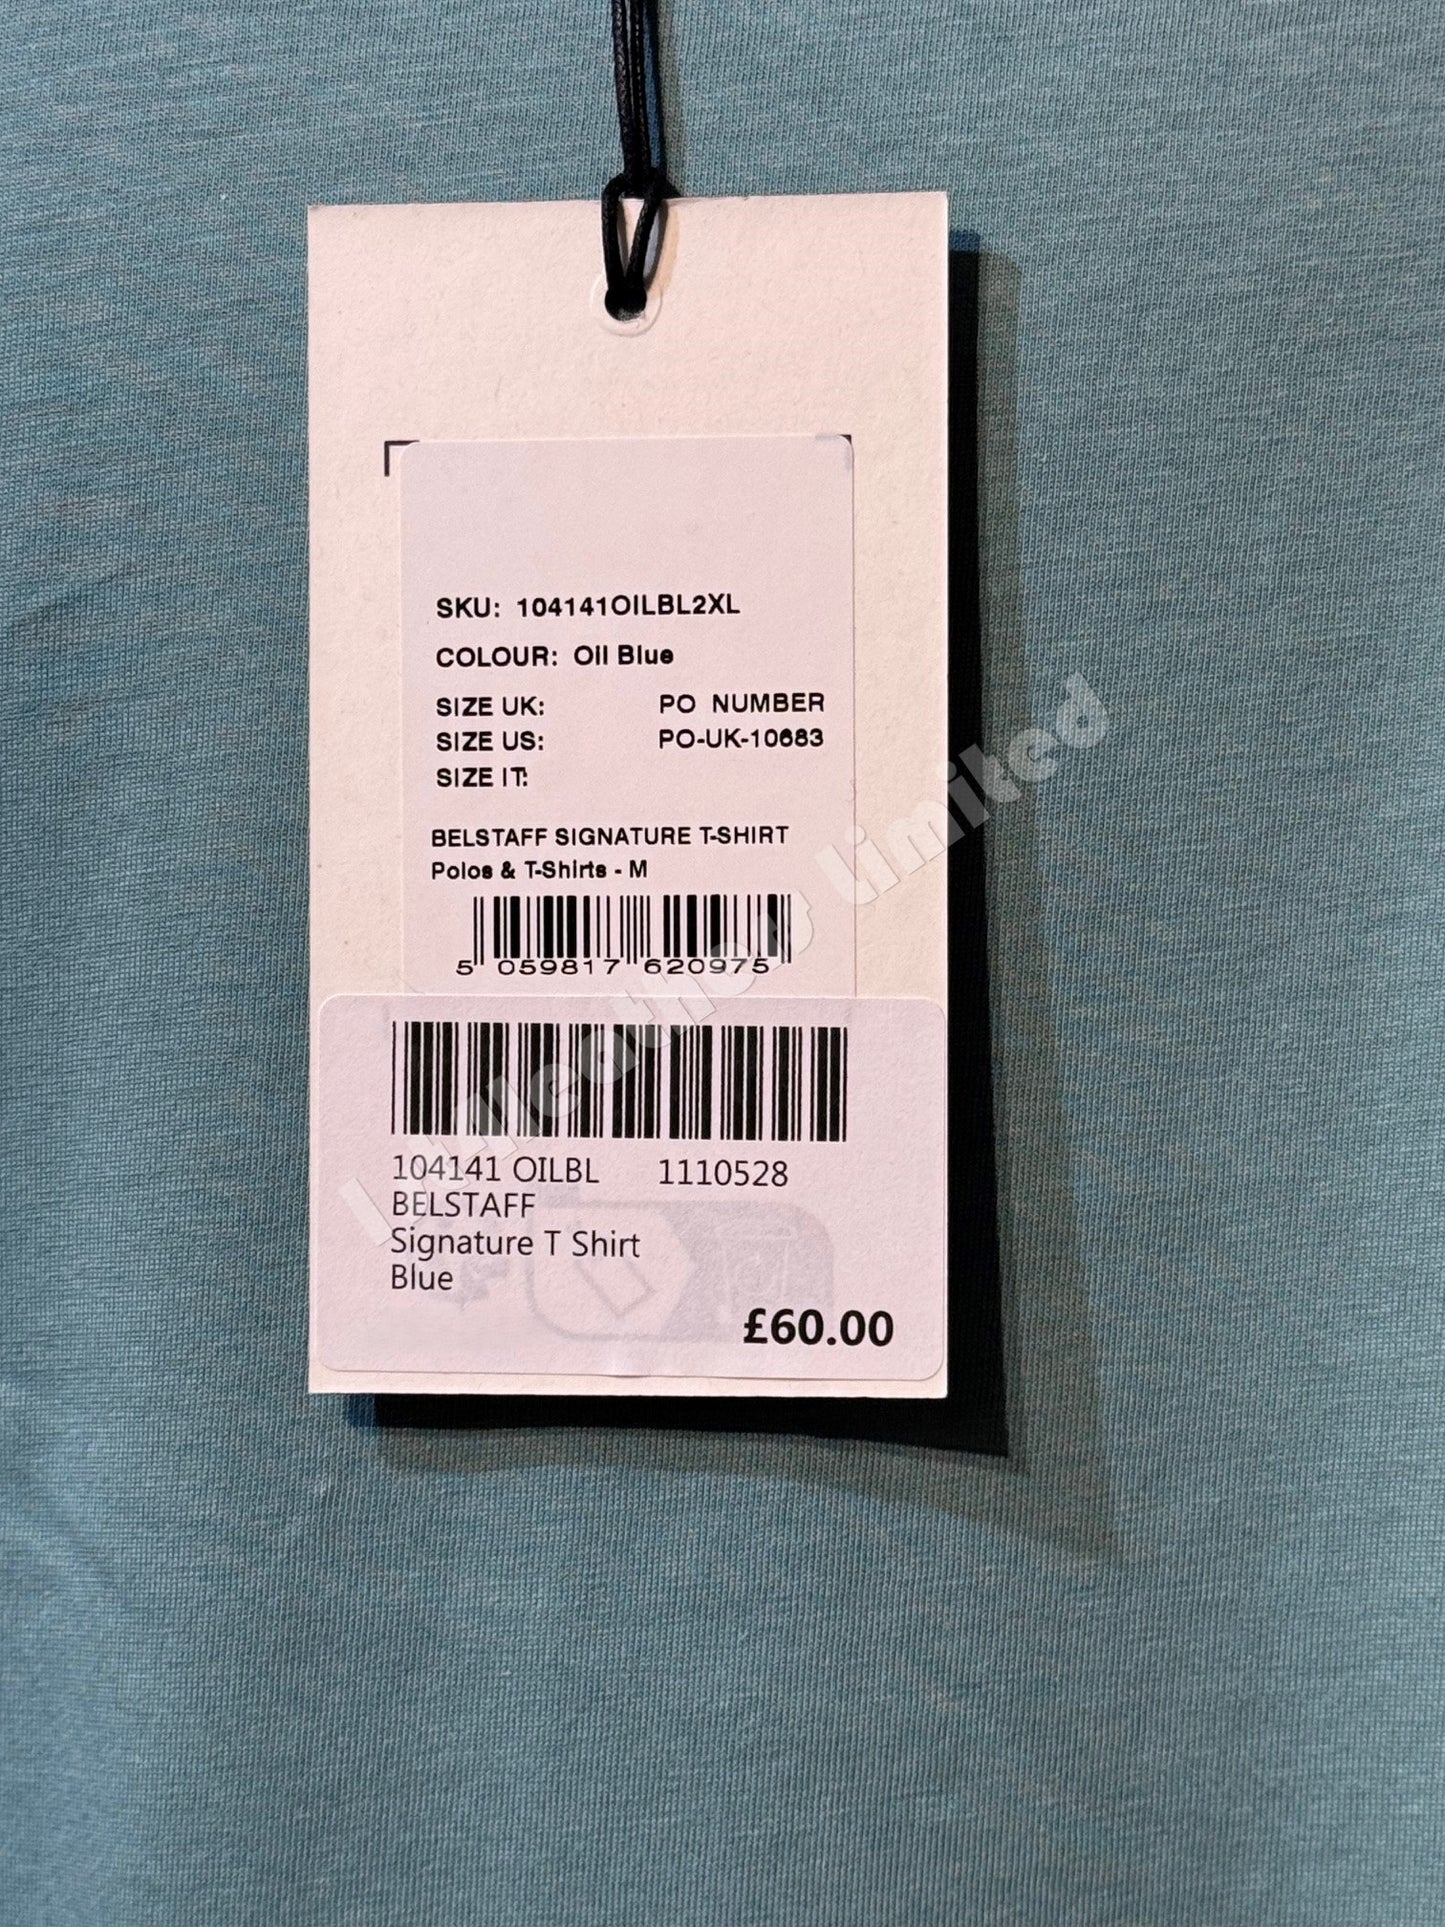 SKU: 104141OILBL2XL
COLOUR: Oil Blue
SIZE UK:
SIZE US:
SIZE IT:
PO NUMBER
PO-UK-10683
BELSTAFF SIGNATURE T-SHIRT
Polos & T-Shirts - M
5 059817 620975
104141 OILBL 1110528
BELSTAFF
Signature T Shirt
Blue
£60.00